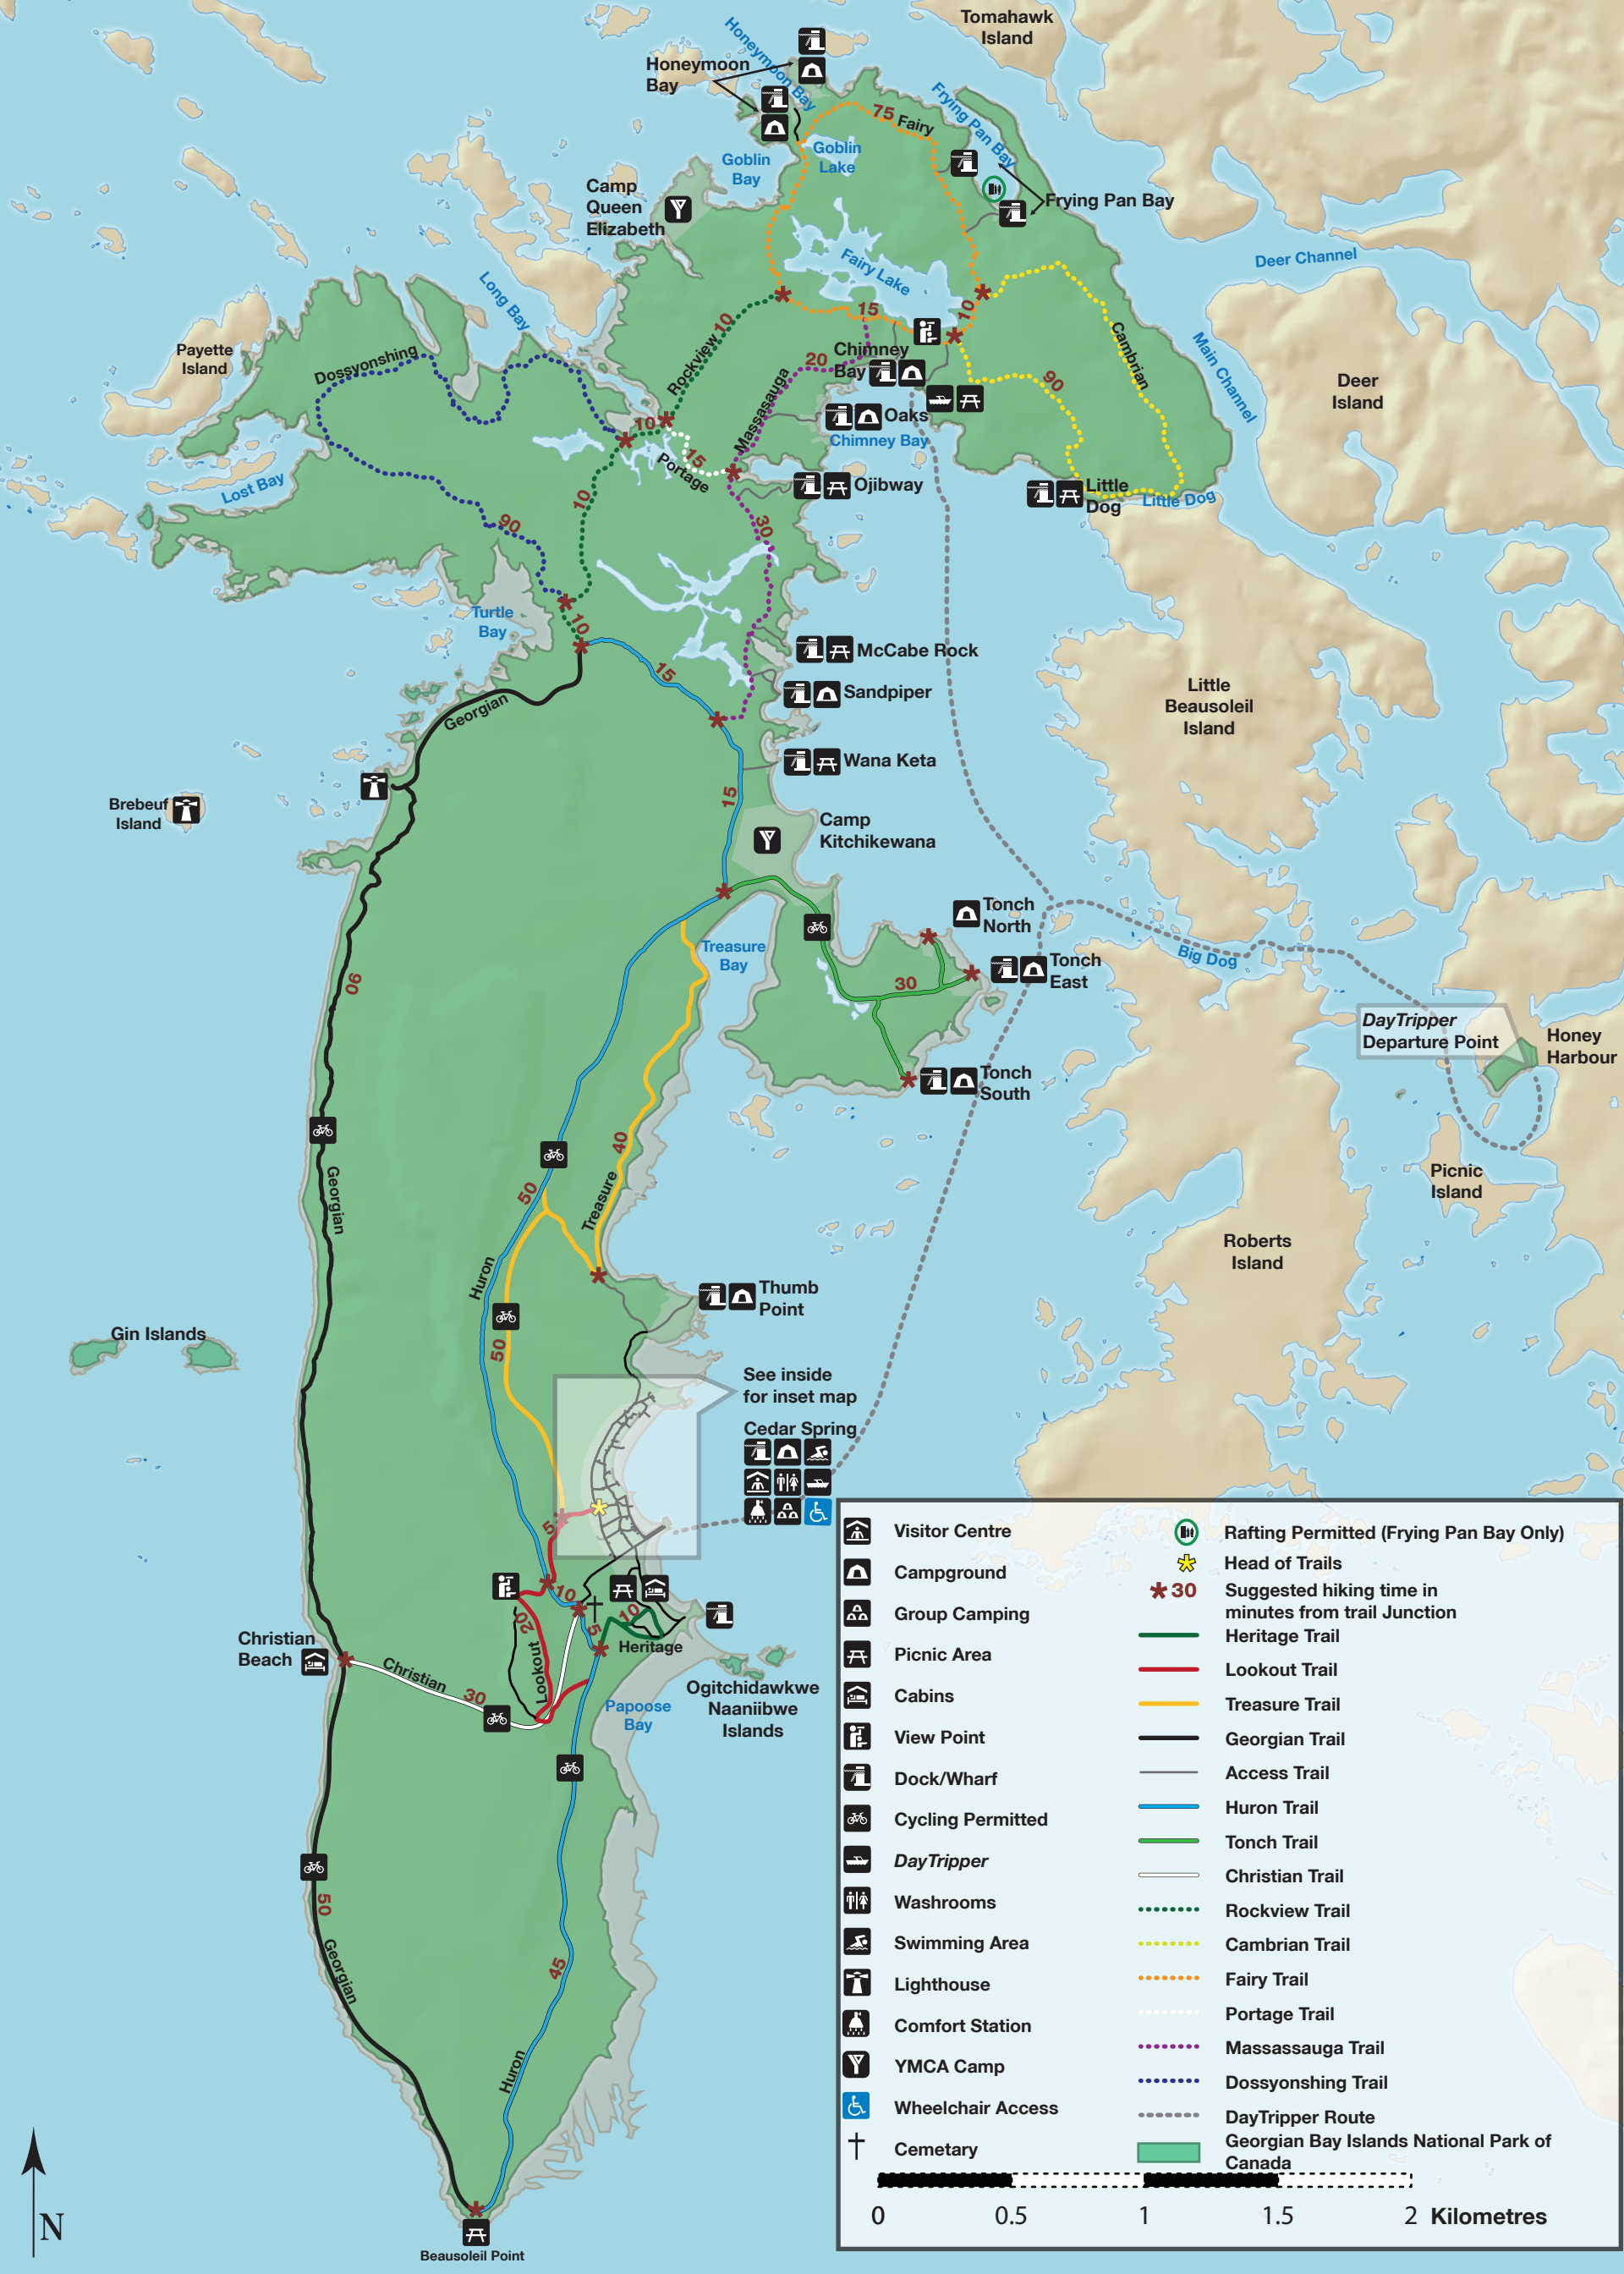 Tomahawk
Island
Honeymoon
Bay
Honeymoon Bay
Frying Pan Bay
75
Fairy
Goblin
Lake
Goblin
Bay
Camp
Queen
Elizabeth
Frying Pan Bay
Deer Channel
Fairy Lake
Long Bay
15
10
Main Channel
Payette
Island
Dossyonshing
Rockview
10
20
Chimney
Bay
Cambrian
90
Deer
Island
Massasauga
Oaks
Chimney Bay
10
15
Portage
Lost Bay
Ojibway
Little
Dog
Little Dog
10
90
30
Turtle
Bay
10
McCabe Rock
15
Sandpiper
Georgian
Little
Beausoleil
Island
Wana Keta
Brebeuf
Island
15
Camp
Kitchikewana
Tonch
North
Treasure
Bay
Big Dog
Tonch
East
90
30
DayTripper
Departure Point
Honey
Harbour
Tonch
South
40
Picnic
Island
Georgian
50
Treasure
Roberts
Island
Huron
Thumb
Point
Gin Islands
50
See inside
for inset map
Cedar Spring
5
10
20
10
5
Heritage
Lookout
Christian
Beach
Christian
30
Ogitchidawkwe
Naaniibwe
Islands
Papoose
Bay
50
Georgian
45
Huron
Beausoleil Point
N
Visitor Centre
Campground
Group Camping
Picnic Area
Cabins
View Point
Dock/Wharf
Cycling Permitted
DayTripper
Washrooms
Swimming Area
Lighthouse
Comfort Station
YMCA Camp
Wheelchair Access
Cemetary
Rafting Permitted (Frying Pan Bay Only)
Head of Trails
30
Suggested hiking time in
minutes from trail Junction
Heritage Trail
Lookout Trail
Treasure Trail
Georgian Trail
Access Trail
Huron Trail
Tonch Trail
Christian Trail
Rockview Trail
Cambrian Trail
Fairy Trail
Portage Trail
Massassauga Trail
Dossyonshing Trail
DayTripper Route
Georgian Bay Islands National Park of
Canada
0 0.5 1 1.5 2 Kilometres